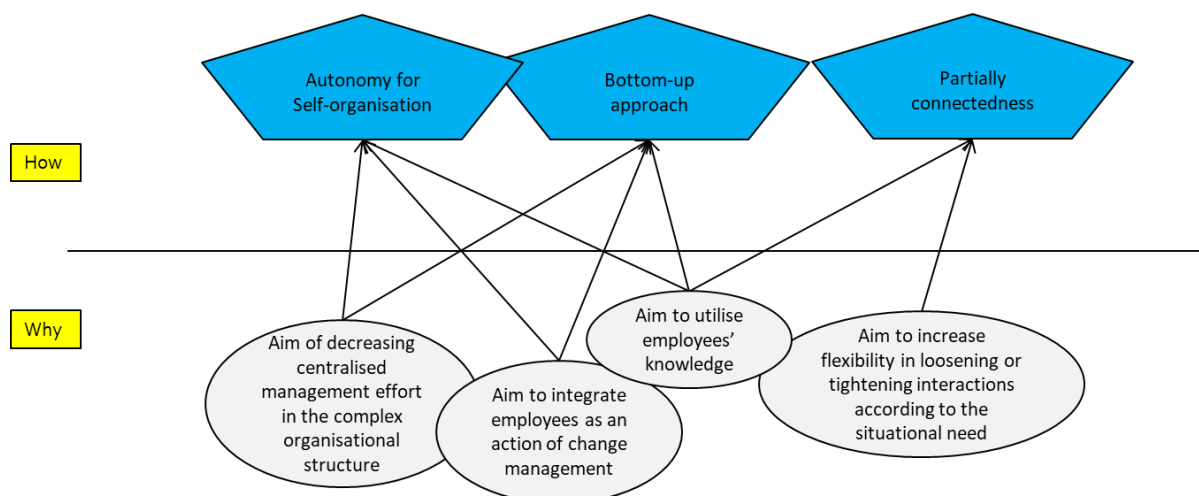 Autonomy for
Self-organisation
Bottom-up
approach
Partially
connectedness
How
Why
Aim of decreasing
centralised
management effort
in the complex
organisational
structure
Aim to integrate
employees as an
action of change
management
Aim to utilise
employees'
knowledge
Aim to increase
flexibility in loosening or
tightening interactions
according to the
situational need